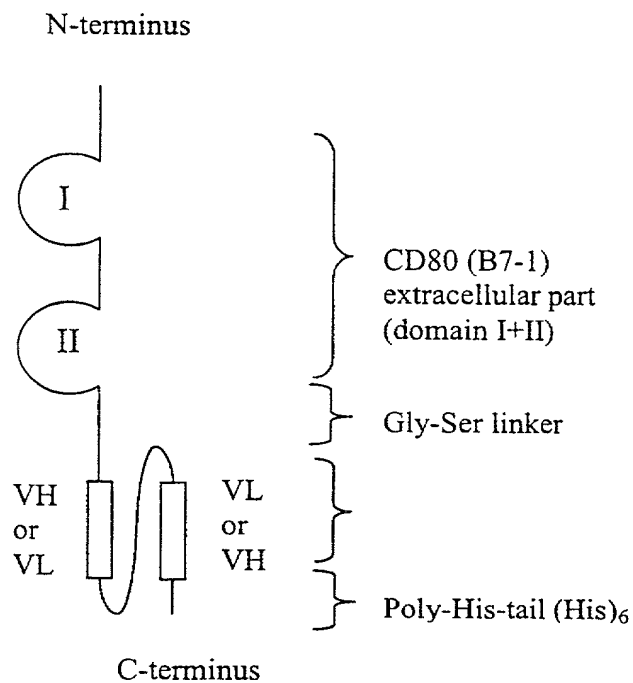 N-terminus
I
II
CD80 (B7-1)
extracellular part
(domain I+II)
Gly-Ser linker
VH
or
VL
VL
or
VH
Poly-His-tail (His)₆
C-terminus